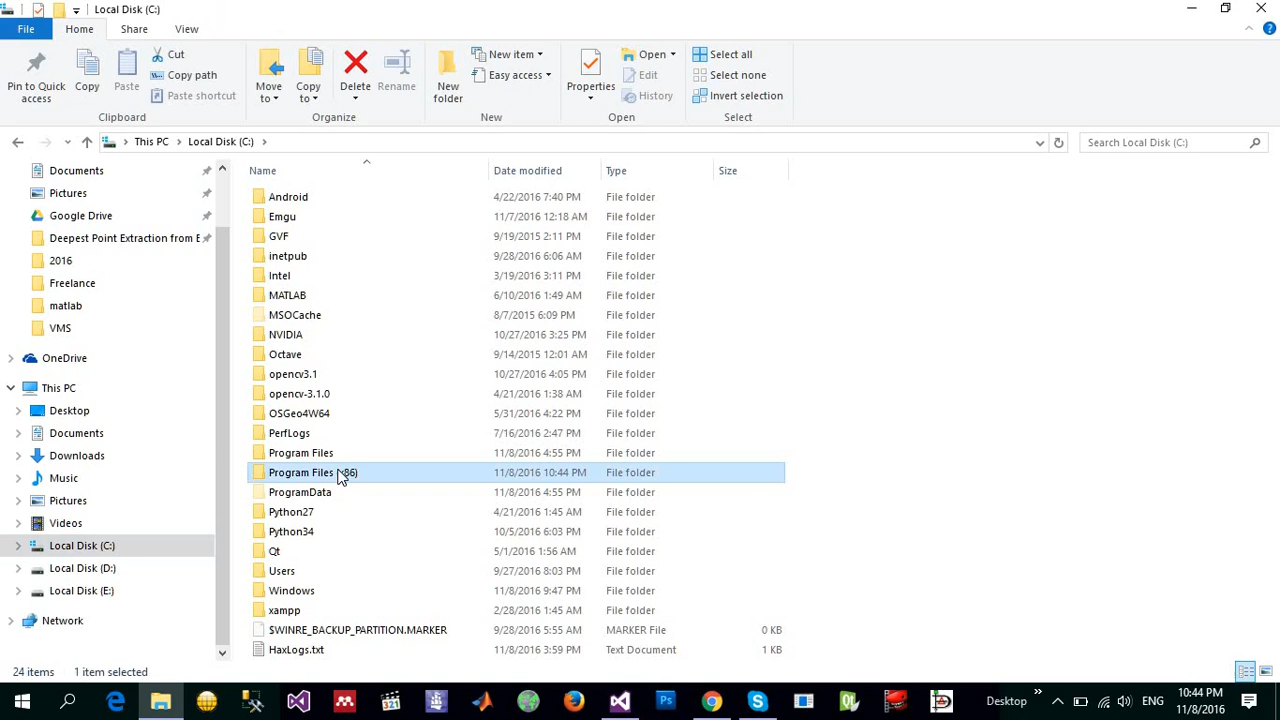 Local Disk (C:)
File Home Share View
Pin to Quick access
Copy
Paste
Cut
Copy path
Paste shortcut
Clipboard
Move to
Copy to
Delete
Rename
Organize
New folder
New item
Easy access
New
Properties
Open
Edit
History
Open
Select all
Select none
Invert selection
Select
This PC Local Disk (C:)
Search Local Disk (C:)
Documents
Pictures
Google Drive
Deepest Point Extraction from E
2016
Freelance
matlab
VMS
OneDrive
This PC
Desktop
Documents
Downloads
Music
Pictures
Videos
Local Disk (C:)
Local Disk (D:)
Local Disk (E:)
Network
Name Date modified Type Size
Android 4/22/2016 7:40 PM File folder
Emgu 11/7/2016 12:18 AM File folder
GVF 9/19/2015 2:11 PM File folder
inetpub 9/28/2016 6:06 AM File folder
Intel 3/19/2016 3:11 PM File folder
MATLAB 6/10/2016 1:49 AM File folder
MSOCache 8/7/2015 6:09 PM File folder
NVIDIA 10/27/2016 3:25 PM File folder
Octave 9/14/2015 12:01 AM File folder
opencv3.1 10/27/2016 4:05 PM File folder
opencv-3.1.0 4/21/2016 1:38 AM File folder
OSGeo4W64 5/31/2016 4:22 PM File folder
PerfLogs 7/16/2016 2:47 PM File folder
Program Files 11/8/2016 4:55 PM File folder
Program Files (x86) 11/8/2016 10:44 PM File folder
ProgramData 11/8/2016 4:55 PM File folder
Python27 4/21/2016 1:45 AM File folder
Python34 10/5/2016 6:03 PM File folder
Qt 5/1/2016 1:56 AM File folder
Users 9/27/2016 8:03 PM File folder
Windows 11/8/2016 9:47 PM File folder
xampp 2/28/2016 1:45 AM File folder
$WINRE_BACKUP_PARTITION.MARKER 9/28/2016 5:55 AM MARKER File 0 KB
HaxLogs.txt 11/8/2016 3:59 PM Text Document 1 KB
24 items 1 item selected
Desktop
ENG
10:44 PM
11/8/2016